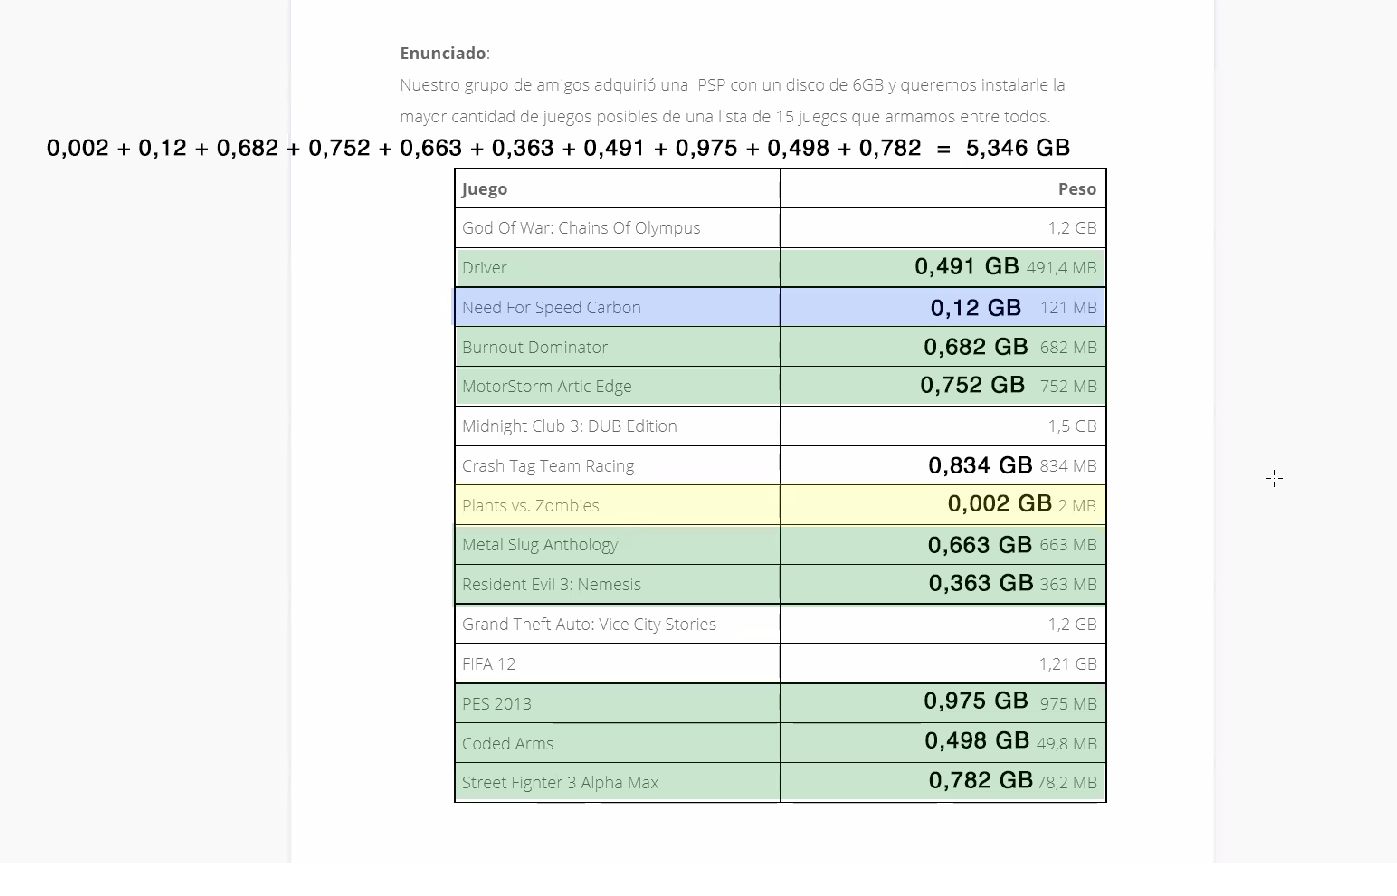 Enunciado:
Nuestro grupo de amigos adquirió una PSP con un disco de 6GB y queremos instalarle la
mayor cantidad de juegos posibles de una lista de 15 juegos que armamos entre todos.
0,002 + 0,12 + 0,682 + 0,752 + 0,663 + 0,363 + 0,491 + 0,975 + 0,498 + 0,782 = 5,346 GB
Juego Peso
God Of War: Chains Of Olympus 1,2 GB
Driver 0,491 GB 491,4 MB
Need For Speed Carbon 0,12 GB 121 MB
Burnout Dominator 0,682 GB 682 MB
MotorStorm Artic Edge 0,752 GB 752 MB
Midnight Club 3: DUB Edition 1,5 GB
Crash Tag Team Racing 0,834 GB 834 MB
Plants vs. Zombies 0,002 GB 2 MB
Metal Slug Anthology 0,663 GB 663 MB
Resident Evil 3: Nemesis 0,363 GB 363 MB
Grand Theft Auto: Vice City Stories 1,2 GB
FIFA 12 1,21 GB
PES 2013 0,975 GB 975 MB
Coded Arms 0,498 GB 49,8 MB
Street Fighter 3 Alpha Max 0,782 GB 78,2 MB